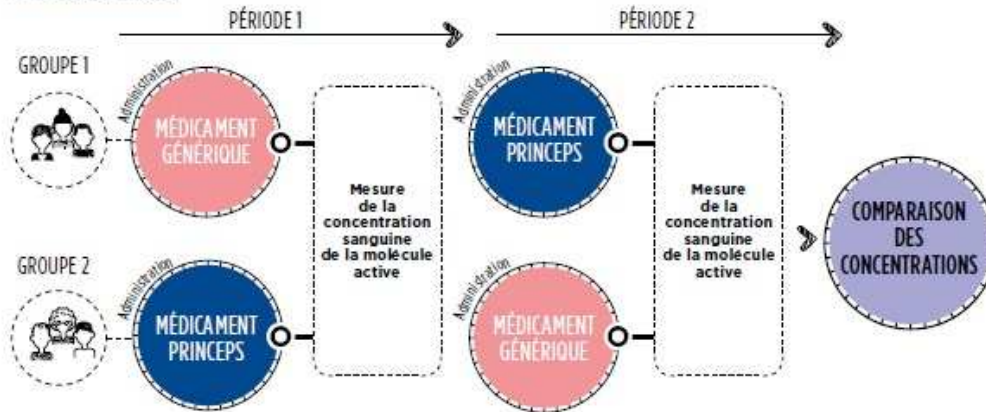 PÉRIODE 1
PÉRIODE 2
GROUPE 1
Administration
MÉDICAMENT
GÉNÉRIQUE
Administration
MÉDICAMENT
PRINCEPS
Mesure
de la
concentration
sanguine
de la molécule
active
Mesure
de la
concentration
sanguine
de la molécule
active
COMPARAISON
DES
CONCENTRATIONS
GROUPE 2
Administration
MÉDICAMENT
PRINCEPS
Administration
MÉDICAMENT
GÉNÉRIQUE